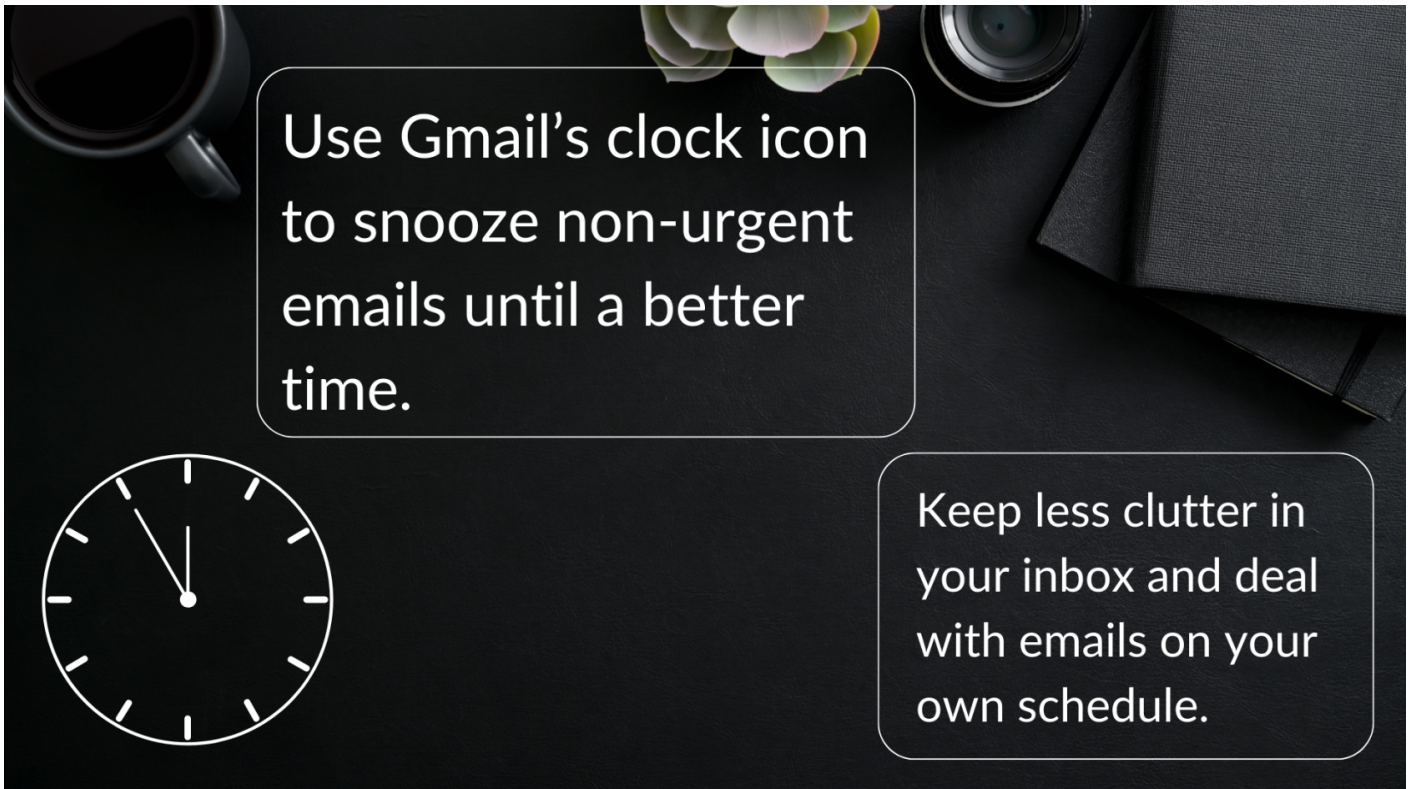 Use Gmail’s clock icon
to snooze non-urgent
emails until a better
time.
Keep less clutter in
your inbox and deal
with emails on your
own schedule.